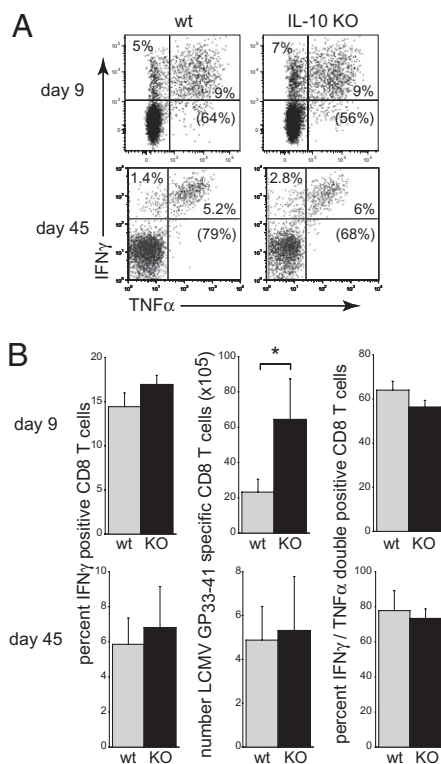 A
wt
IL-10 KO
day 9
5%
9%
(64%)
7%
9%
(56%)
day 45
1.4%
5.2%
(79%)
2.8%
6%
(68%)
IFNγ
TNFα
B
day 9
percent IFNγ positive CD8 T cells
20
15
10
5
0
wt KO
number LCMV GP33-41 specific CD8 T cells (x105)
100
80
60
40
20
0
*
wt KO
percent IFNγ / TNFα double positive CD8 T cells
80
60
40
20
0
wt KO
day 45
10
8
6
4
2
0
wt KO
8
6
4
2
0
wt KO
100
80
60
40
20
0
wt KO